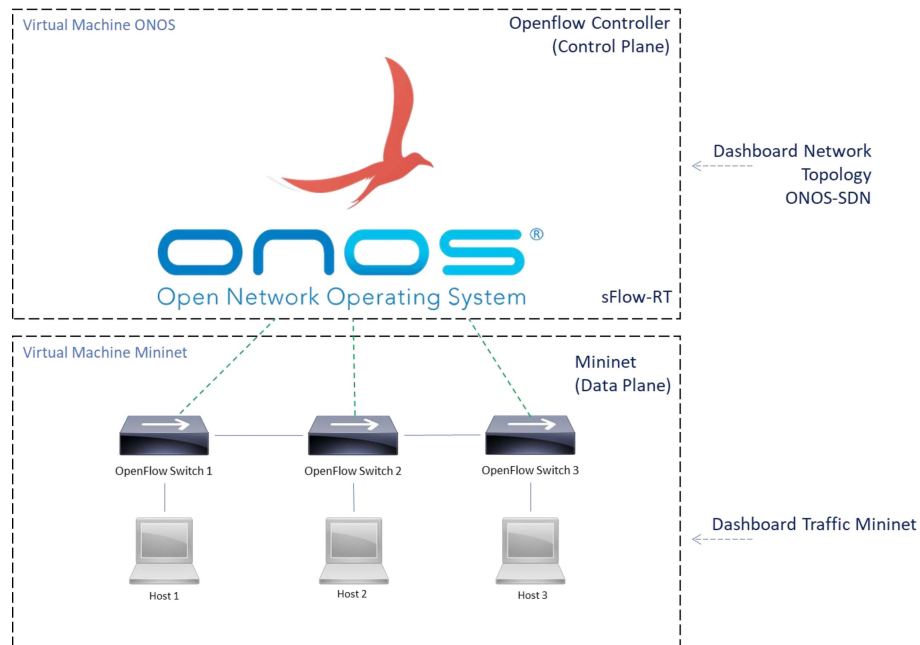 Virtual Machine ONOS
Openflow Controller
(Control Plane)
onos®
Open Network Operating System
sFlow-RT
Dashboard Network
Topology
ONOS-SDN
Virtual Machine Mininet
Mininet
(Data Plane)
OpenFlow Switch 1
OpenFlow Switch 2
OpenFlow Switch 3
Host 1
Host 2
Host 3
Dashboard Traffic Mininet